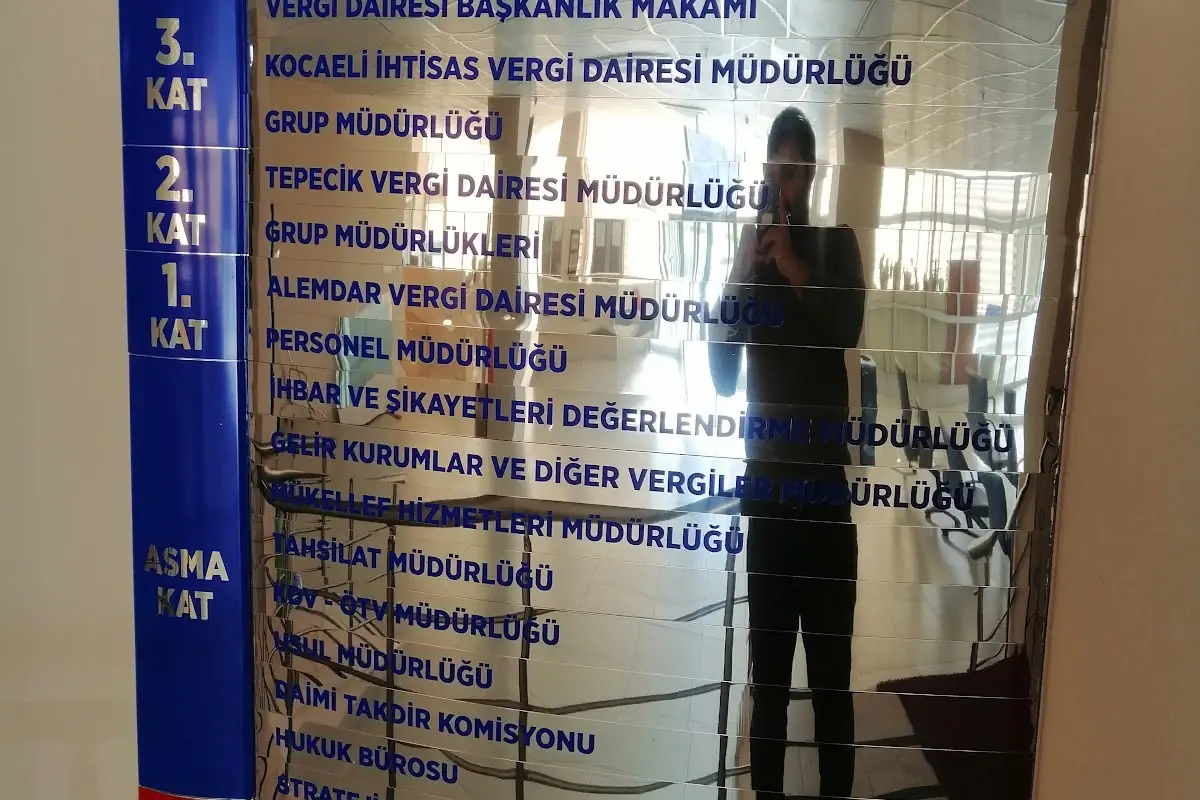 VERGİ DAİRESİ BAŞKANLIK MAKAMI
3. KAT
KOCAELİ İHTİSAS VERGİ DAİRESİ MÜDÜRLÜĞÜ
GRUP MÜDÜRLÜĞÜ
2. KAT
TEPECİK VERGİ DAİRESİ MÜDÜRLÜĞÜ
GRUP MÜDÜRLÜKLERİ
1. KAT
ALEMDAR VERGİ DAİRESİ MÜDÜRLÜĞÜ
PERSONEL MÜDÜRLÜĞÜ
ASMA KAT
İHBAR VE ŞİKAYETLERİ DEĞERLENDİRME MÜDÜRLÜĞÜ
GELİR KURUMLAR VE DİĞER VERGİLER MÜDÜRLÜĞÜ
MÜKELLEF HİZMETLERİ MÜDÜRLÜĞÜ
TAHSİLAT MÜDÜRLÜĞÜ
KDV - ÖTV MÜDÜRLÜĞÜ
USUL MÜDÜRLÜĞÜ
DAİMİ TAKDİR KOMİSYONU
HUKUK BÜROSU